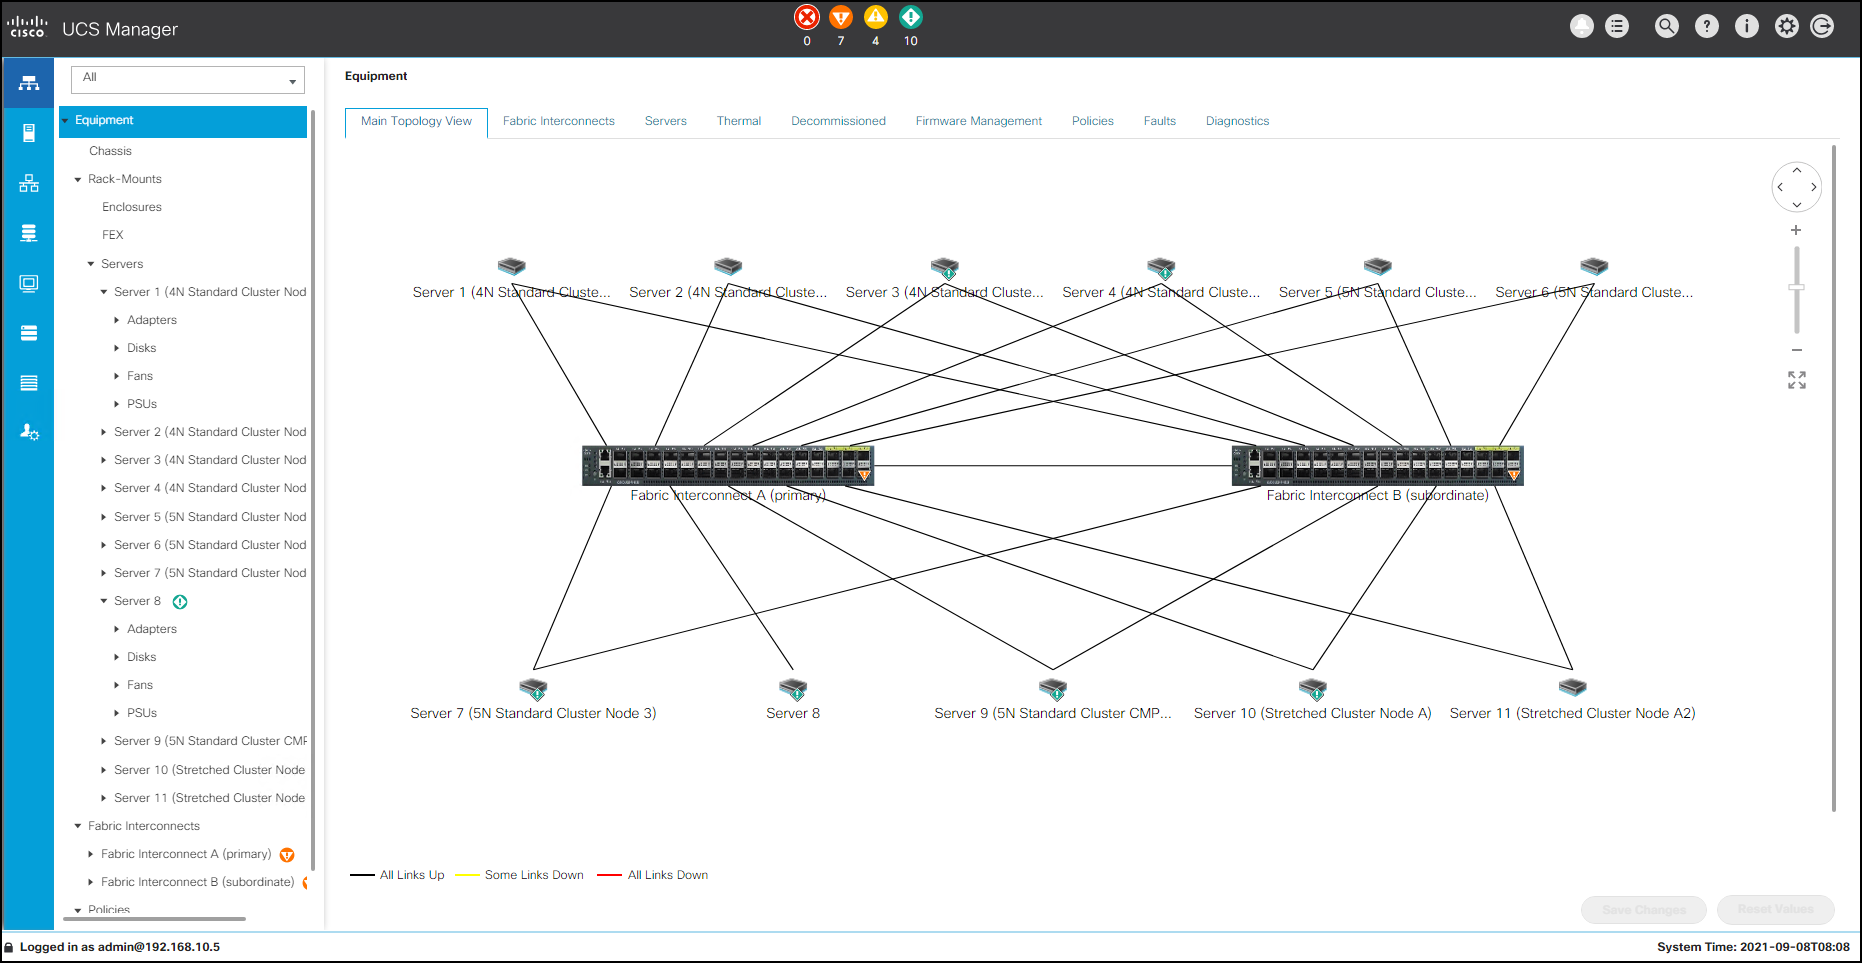 cisco
UCS Manager
0
7
4
10
All
Equipment
Chassis
Rack-Mounts
Enclosures
FEX
Servers
Server 1 (4N Standard Cluster Nod
Adapters
Disks
Fans
PSUs
Server 2 (4N Standard Cluster Nod
Server 3 (4N Standard Cluster Nod
Server 4 (4N Standard Cluster Nod
Server 5 (5N Standard Cluster Nod
Server 6 (5N Standard Cluster Nod
Server 7 (5N Standard Cluster Nod
Server 8
Adapters
Disks
Fans
PSUs
Server 9 (5N Standard Cluster CMP
Server 10 (Stretched Cluster Node
Server 11 (Stretched Cluster Node
Fabric Interconnects
Fabric Interconnect A (primary)
Fabric Interconnect B (subordinate)
Policies
Equipment
Main Topology View
Fabric Interconnects
Servers
Thermal
Decommissioned
Firmware Management
Policies
Faults
Diagnostics
Server 1 (4N Standard Cluste...
Server 2 (4N Standard Cluste...
Server 3 (4N Standard Cluste...
Server 4 (4N Standard Cluste...
Server 5 (5N Standard Cluste...
Server 6 (5N Standard Cluste...
Fabric Interconnect A (primary)
Fabric Interconnect B (subordinate)
Server 7 (5N Standard Cluster Node 3)
Server 8
Server 9 (5N Standard Cluster CMP...
Server 10 (Stretched Cluster Node A)
Server 11 (Stretched Cluster Node A2)
All Links Up
Some Links Down
All Links Down
Save Changes
Reset Values
Logged in as admin@192.168.10.5
System Time: 2021-09-08T08:08